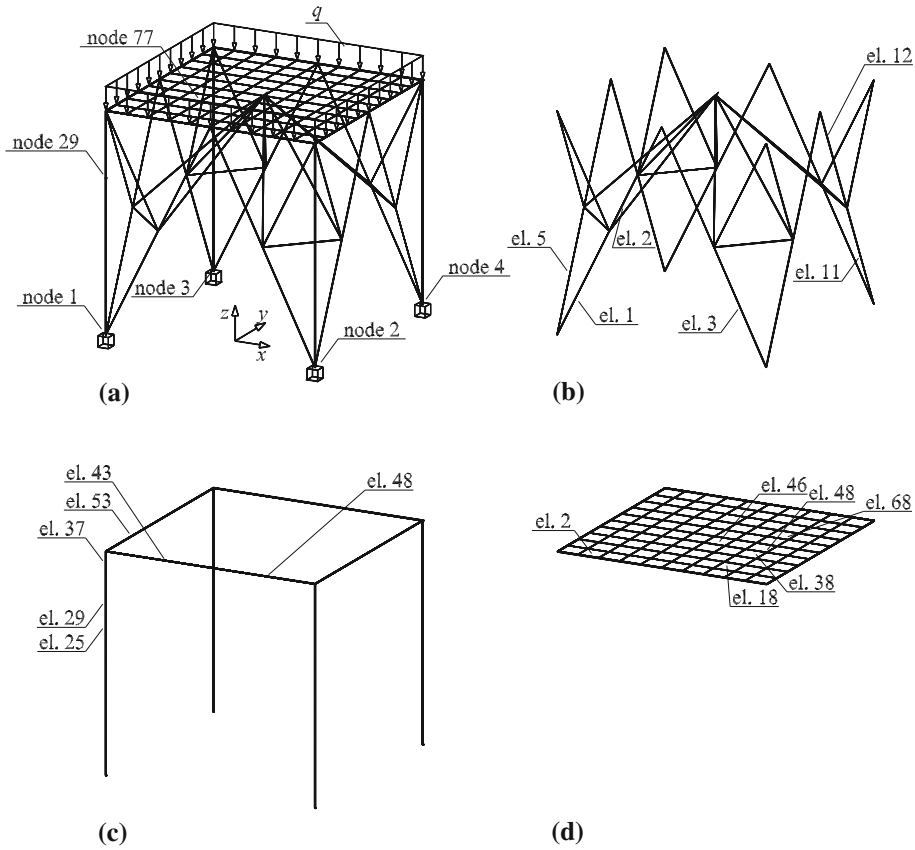 q
node 77
node 29
node 1
node 3
node 4
node 2
z
y
x
(a)
el. 12
el. 5
el. 2
el. 11
el. 1
el. 3
(b)
el. 43
el. 53
el. 48
el. 37
el. 29
el. 25
(c)
el. 46
el. 48
el. 68
el. 2
el. 38
el. 18
(d)